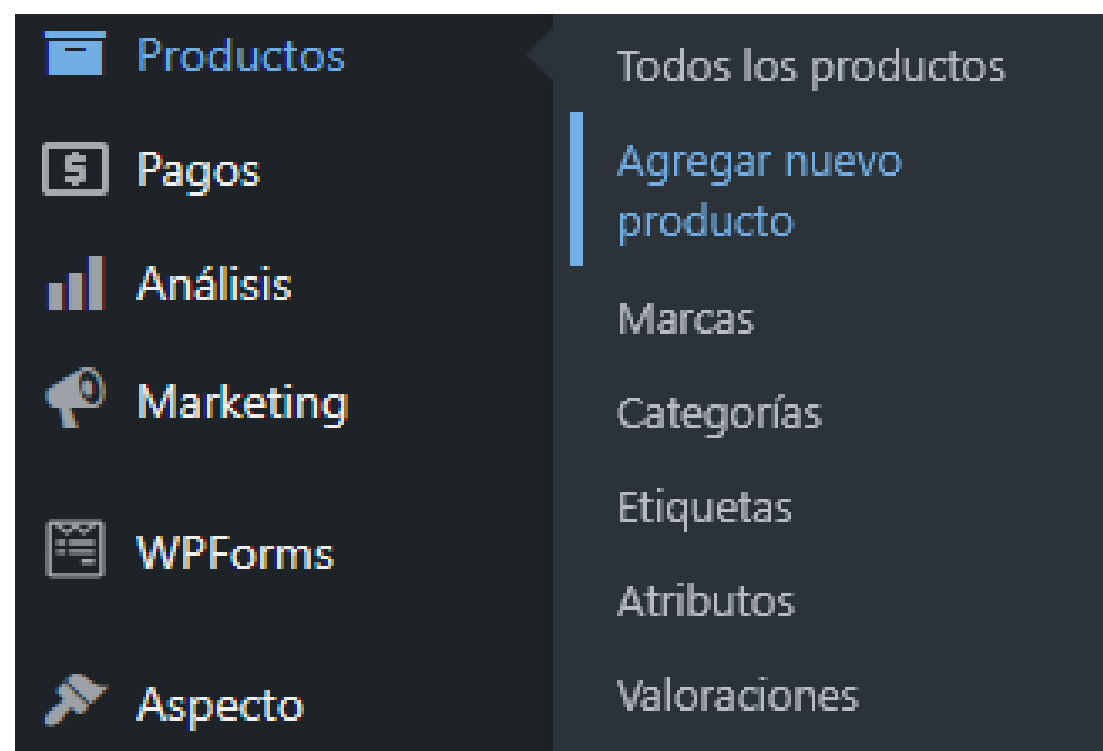 Productos
Pagos
Análisis
Marketing
WPForms
Aspecto
Todos los productos
Agregar nuevo
producto
Marcas
Categorías
Etiquetas
Atributos
Valoraciones